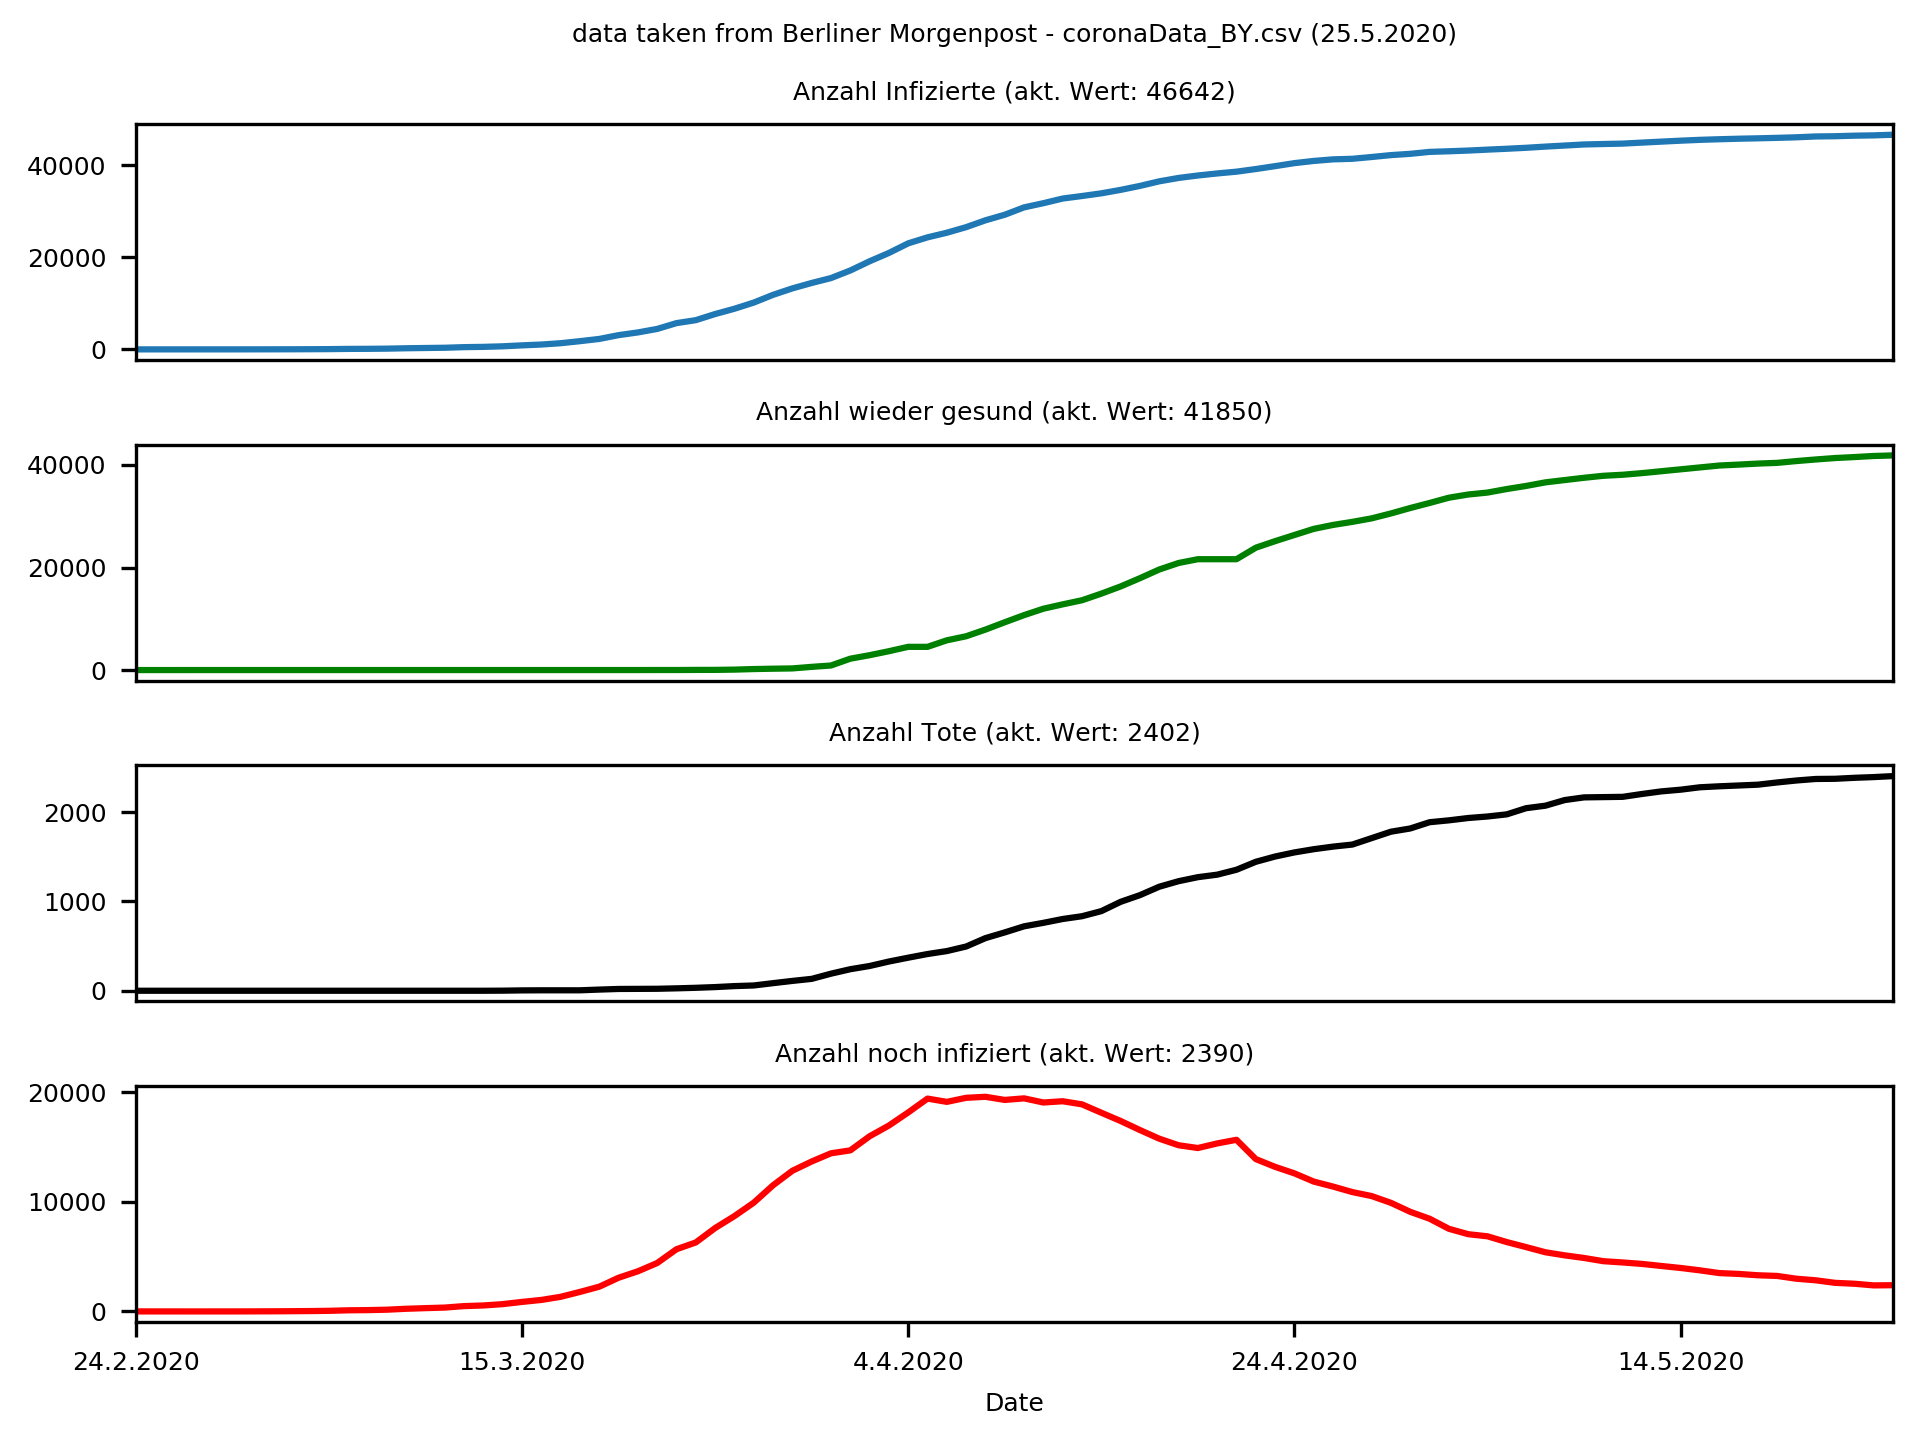 data taken from Berliner Morgenpost - coronaData_BY.csv (25.5.2020)
Anzahl Infizierte (akt. Wert: 46642)
40000
20000
0
Anzahl wieder gesund (akt. Wert: 41850)
40000
20000
0
Anzahl Tote (akt. Wert: 2402)
2000
1000
0
Anzahl noch infiziert (akt. Wert: 2390)
20000
10000
0
24.2.2020 15.3.2020 4.4.2020 24.4.2020 14.5.2020
Date